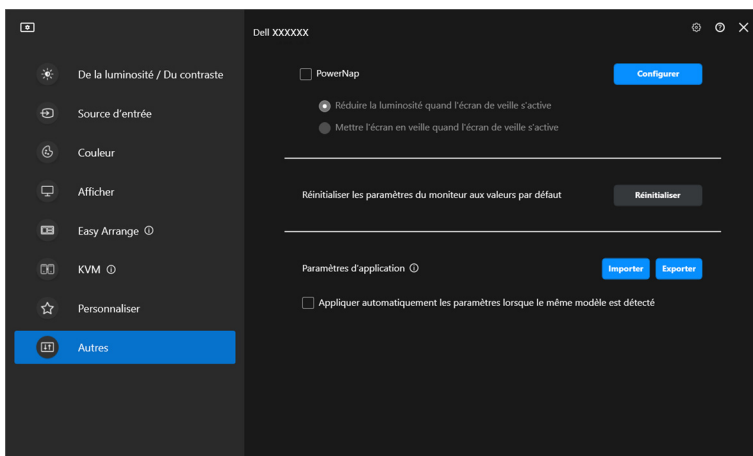 Dell XXXXXX
De la luminosité / Du contraste
Source d'entrée
Couleur
Afficher
Easy Arrange
KVM
Personnaliser
Autres
PowerNap
Configurer
Réduire la luminosité quand l'écran de veille s'active
Mettre l'écran en veille quand l'écran de veille s'active
Réinitialiser les paramètres du moniteur aux valeurs par défaut
Réinitialiser
Paramètres d'application
Importer
Exporter
Appliquer automatiquement les paramètres lorsque le même modèle est détecté